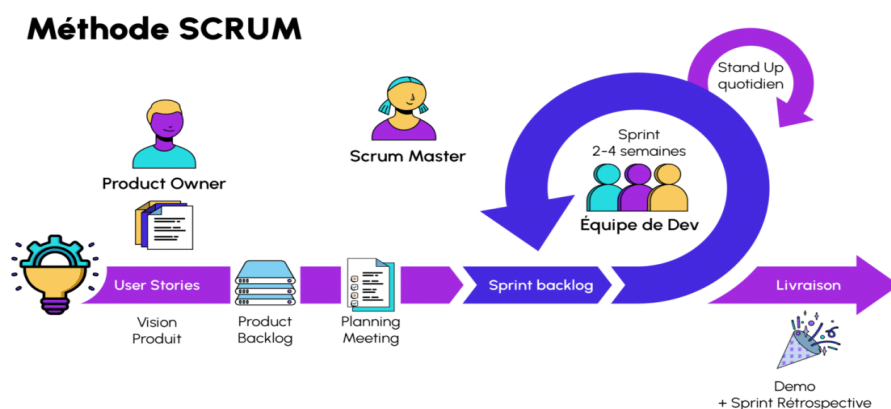 Méthode SCRUM
Product Owner
Scrum Master
Stand Up
quotidien
Sprint
2-4 semaines
Équipe de Dev
User Stories
Sprint backlog
Livraison
Vision
Produit
Product
Backlog
Planning
Meeting
Demo
+ Sprint Rétrospective